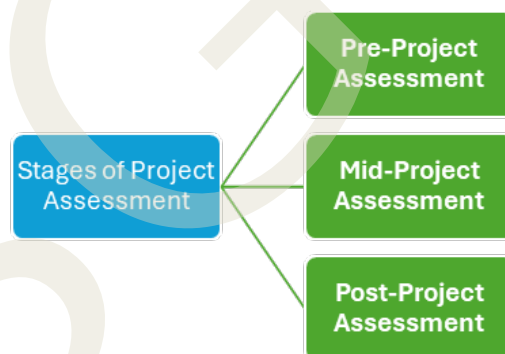 Pre-Project
Assessment
Stages of Project
Assessment
Mid-Project
Assessment
Post-Project
Assessment